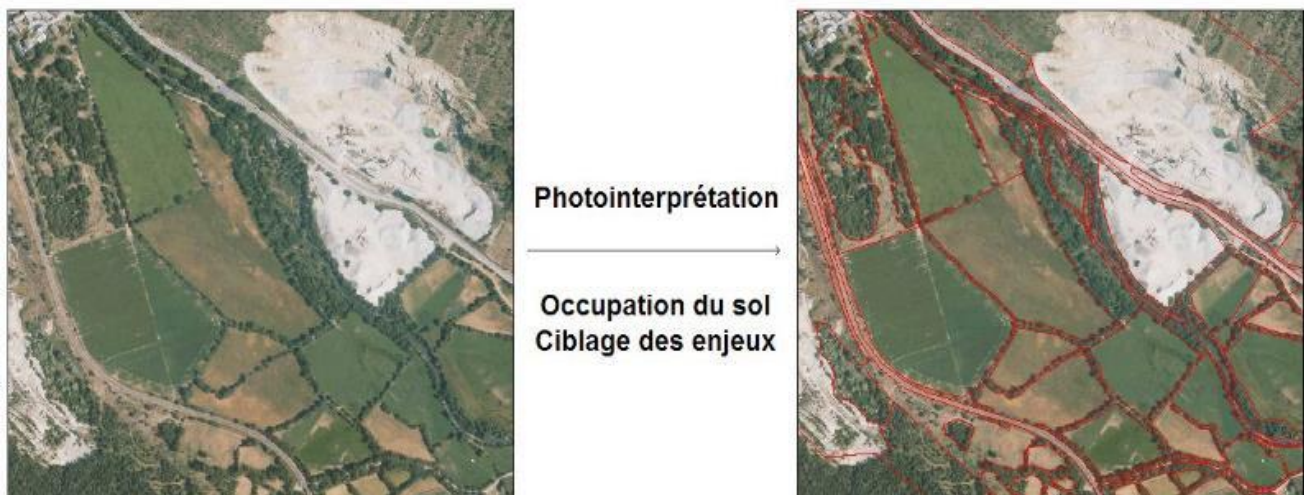 Photointerprétation
Occupation du sol
Ciblage des enjeux